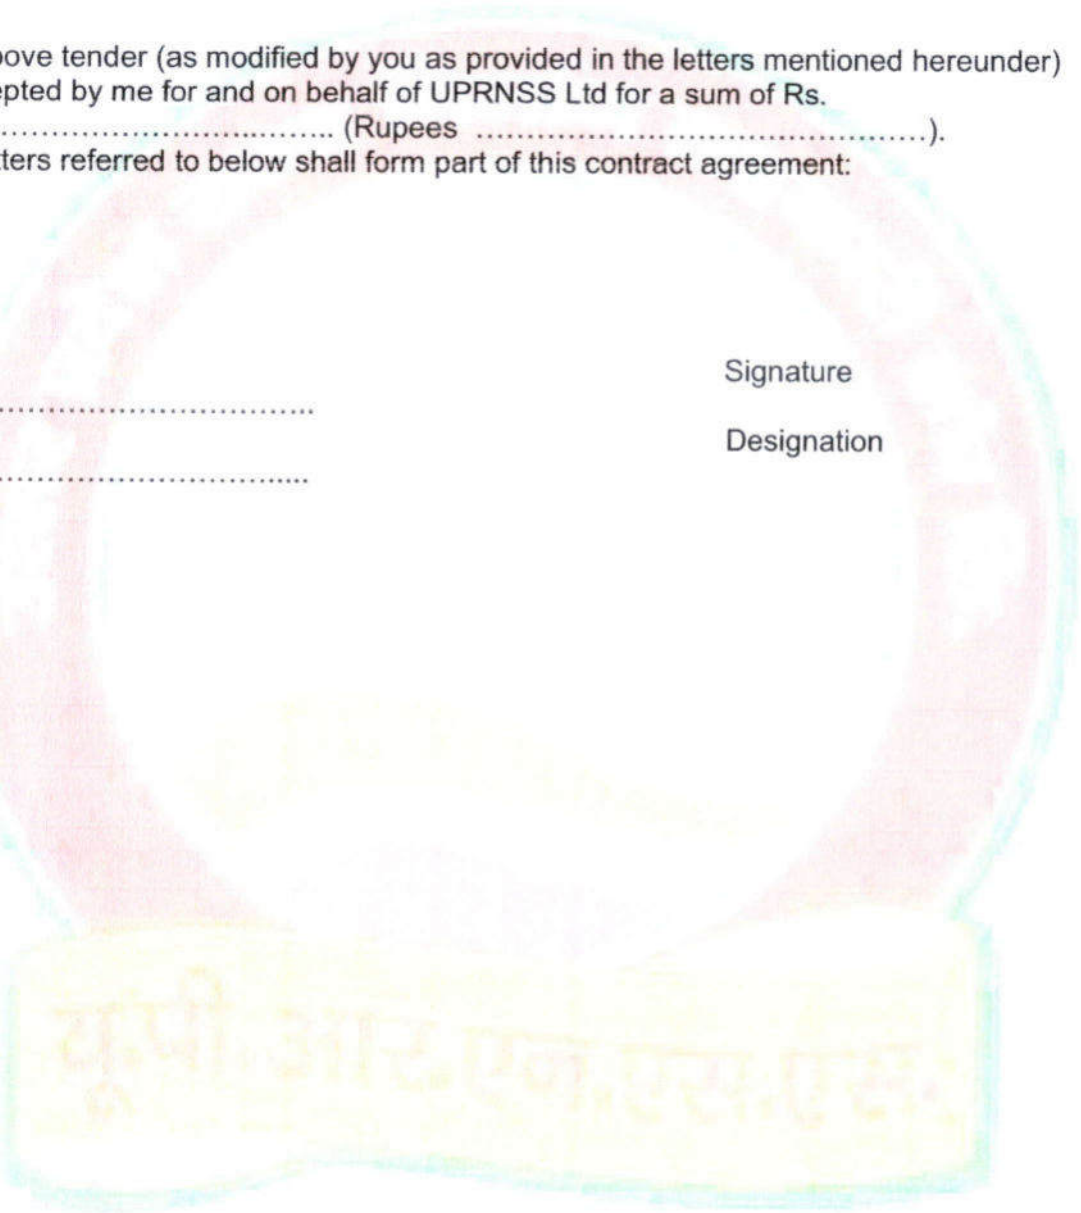 ove tender (as modified by you as provided in the letters mentioned hereunder)
pted by me for and on behalf of UPRNSS Ltd for a sum of Rs.
................................. (Rupees .............................................).
ters referred to below shall form part of this contract agreement:
Signature
................................
Designation
................................
यू.पी.आर.एन.एस.एस.